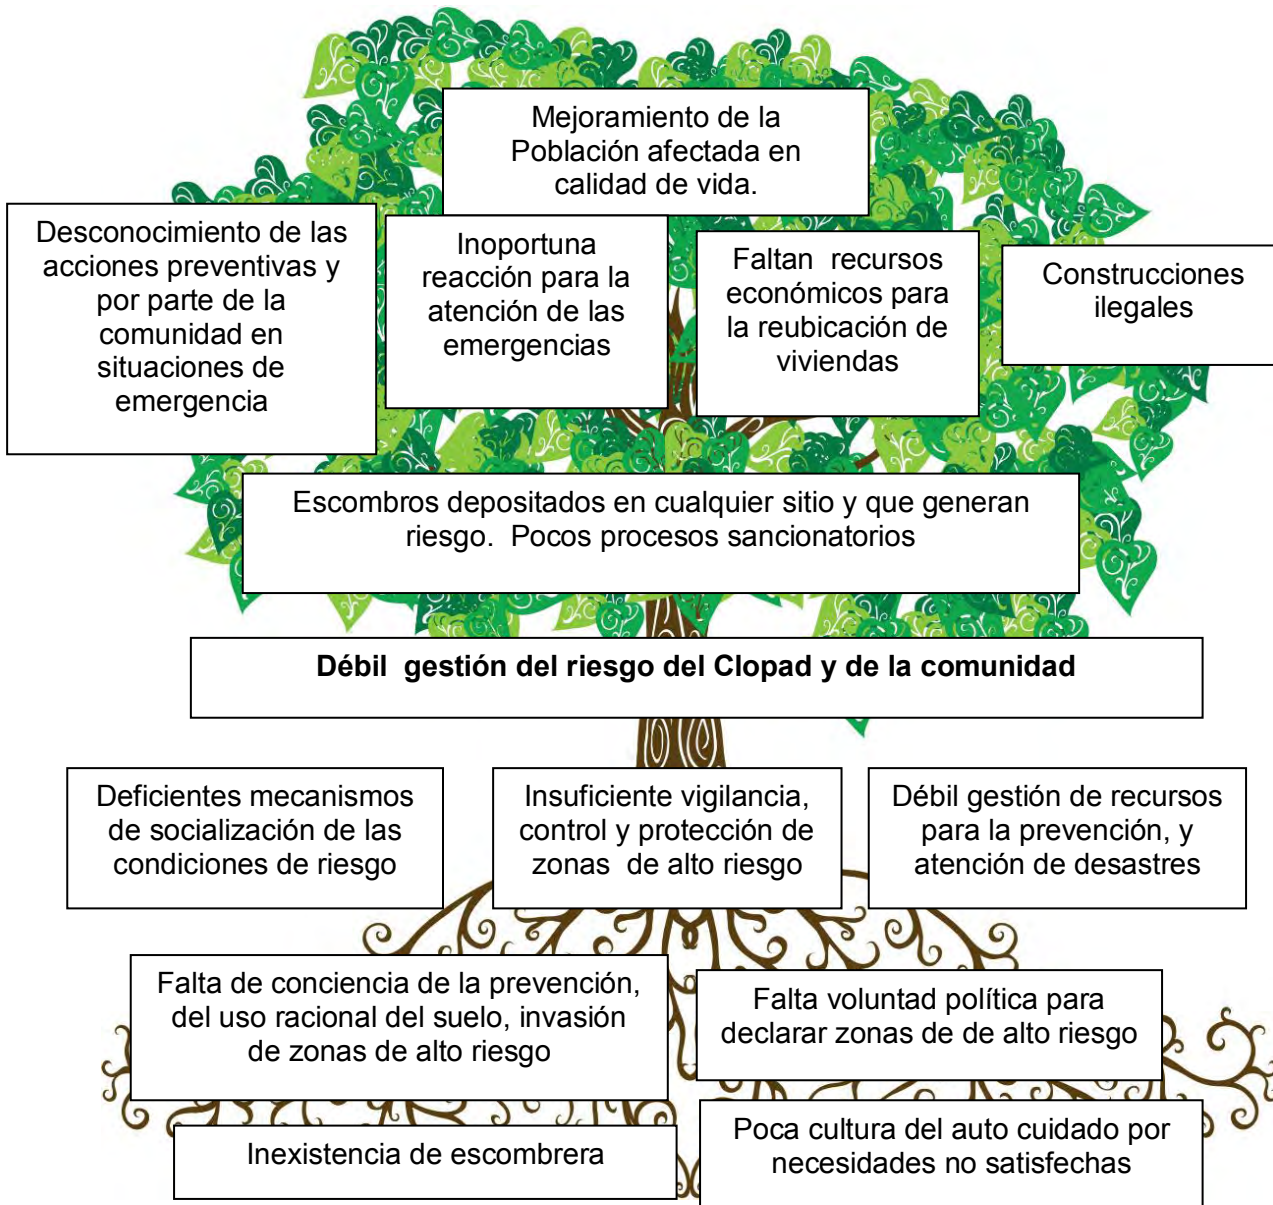 Mejoramiento de la
Población afectada en
calidad de vida.
Desconocimiento de las
acciones preventivas y
por parte de la
comunidad en
situaciones de
emergencia
Inoportuna
reacción para la
atención de las
emergencias
Faltan recursos
económicos para
la reubicación de
viviendas
Construcciones
ilegales
Escombros depositados en cualquier sitio y que generan
riesgo. Pocos procesos sancionatorios
Débil gestión del riesgo del Clopad y de la comunidad
Deficientes mecanismos
de socialización de las
condiciones de riesgo
Insuficiente vigilancia,
control y protección de
zonas de alto riesgo
Débil gestión de recursos
para la prevención, y
atención de desastres
Falta de conciencia de la prevención,
del uso racional del suelo, invasión
de zonas de alto riesgo
Falta voluntad política para
declarar zonas de de alto riesgo
Inexistencia de escombrera
Poca cultura del auto cuidado por
necesidades no satisfechas